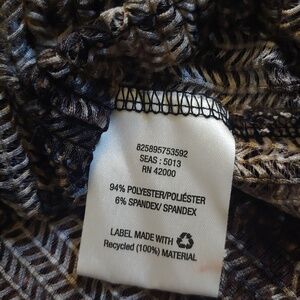 825895753592
SEAS : 5013
RN 42000
94% POLYESTER/POLIÉSTER
6% SPANDEX/ SPANDEX
LABEL MADE WITH
Recycled (100%) MATERIAL